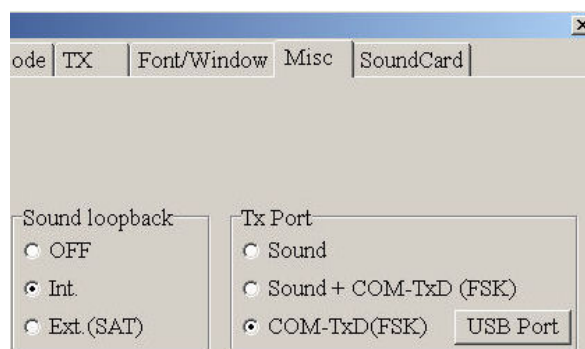 ode TX Font/Window Misc SoundCard
Sound loopback Tx Port
OFF Sound
Int. Sound + COM-TxD (FSK)
Ext.(SAT) COM-TxD(FSK) USB Port